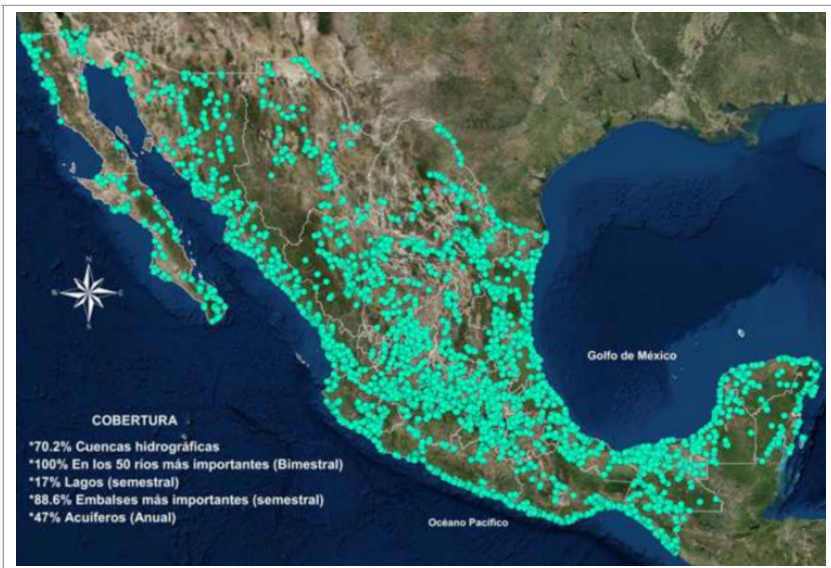 N
W
E
S
Golfo de México
COBERTURA
*70.2% Cuencas hidrográficas
*100% En los 50 ríos más importantes (Bimestral)
*17% Lagos (semestral)
*88.6% Embalses más importantes (semestral)
*47% Acuíferos (Anual)
Océano Pacífico